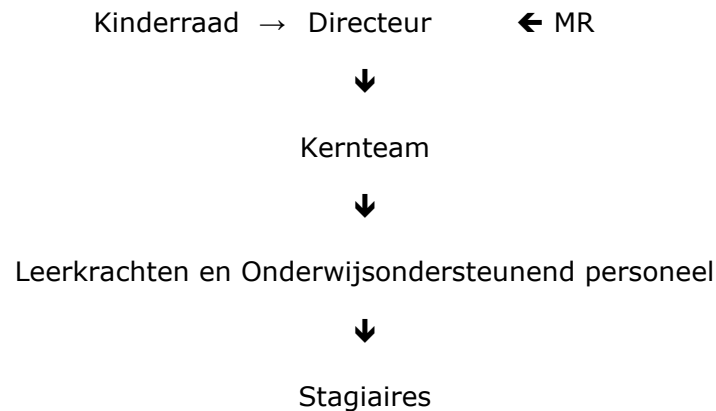 Kinderraad → Directeur ← MR
↓
Kernteam
↓
Leerkrachten en Onderwijsondersteunend personeel
↓
Stagiaires